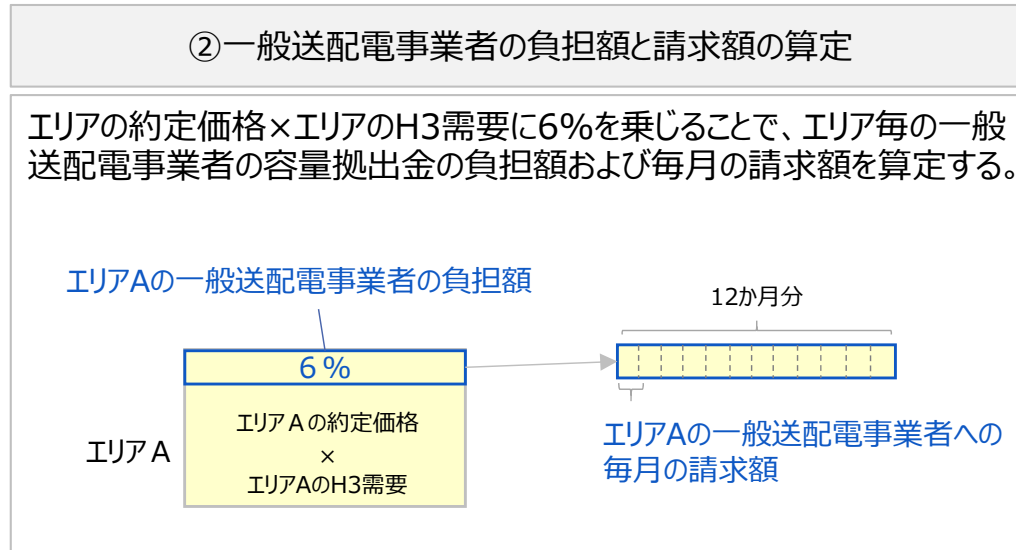 ②一般送配電事業者の負担額と請求額の算定
エリアの約定価格×エリアのH3需要に6%を乗じることで、エリア毎の一般
送配電事業者の容量拠出金の負担額および毎月の請求額を算定する。
エリアAの一般送配電事業者の負担額
12か月分
６％
エリアＡの約定価格
×
エリアAのH3需要
エリアＡ
エリアAの一般送配電事業者への
毎月の請求額